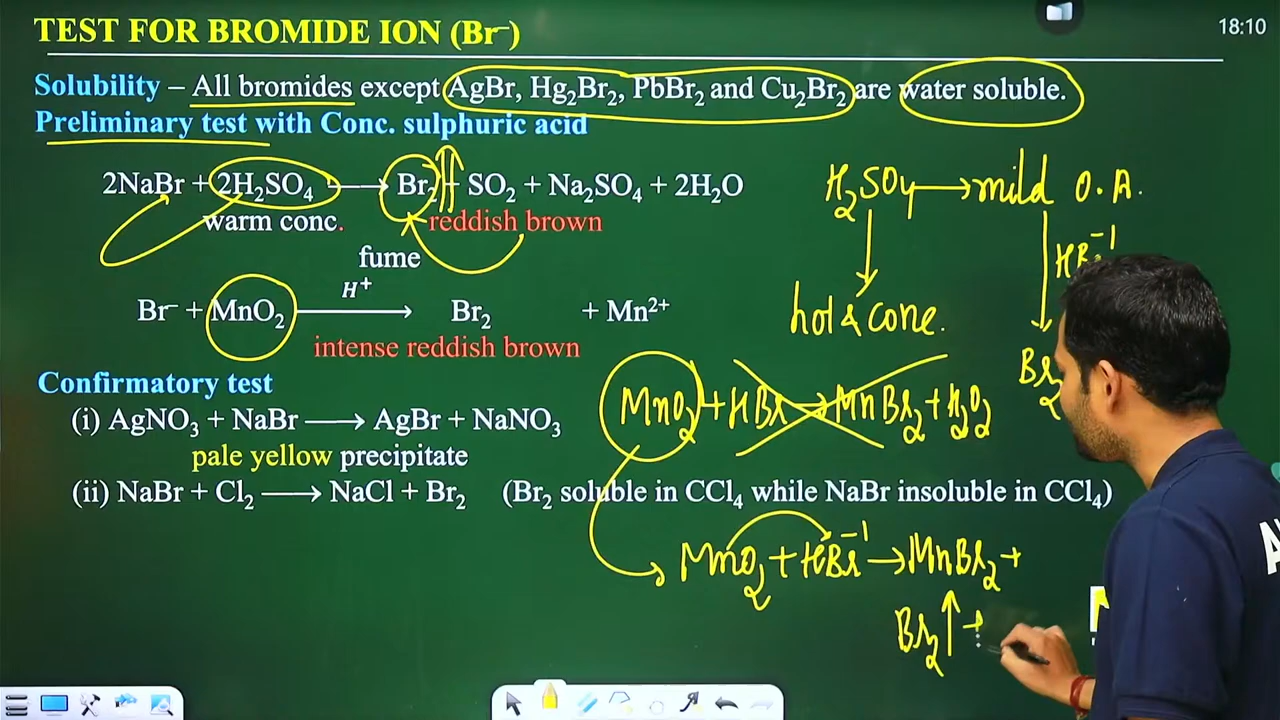 TEST FOR BROMIDE ION (Br⁻)
18:10
Solubility – All bromides except AgBr, Hg₂Br₂, PbBr₂ and Cu₂Br₂ are water soluble.
Preliminary test with Conc. sulphuric acid
2NaBr + 2H₂SO₄ ⟶ Br₂ + SO₂ + Na₂SO₄ + 2H₂O
warm conc. reddish brown
fume
H⁺
Br⁻ + MnO₂ ⟶ Br₂ + Mn²⁺
intense reddish brown
H₂SO₄ → mild O.A.
HBr⁻¹
hot & conc.
Br₂
Confirmatory test
(i) AgNO₃ + NaBr ⟶ AgBr + NaNO₃
pale yellow precipitate
MnO₂ + HBr → MnBr₂ + H₂O₂
(ii) NaBr + Cl₂ ⟶ NaCl + Br₂ (Br₂ soluble in CCl₄ while NaBr insoluble in CCl₄)
MnO₂ + HBr⁻¹ → MnBr₂ +
Br₂↑ +
A